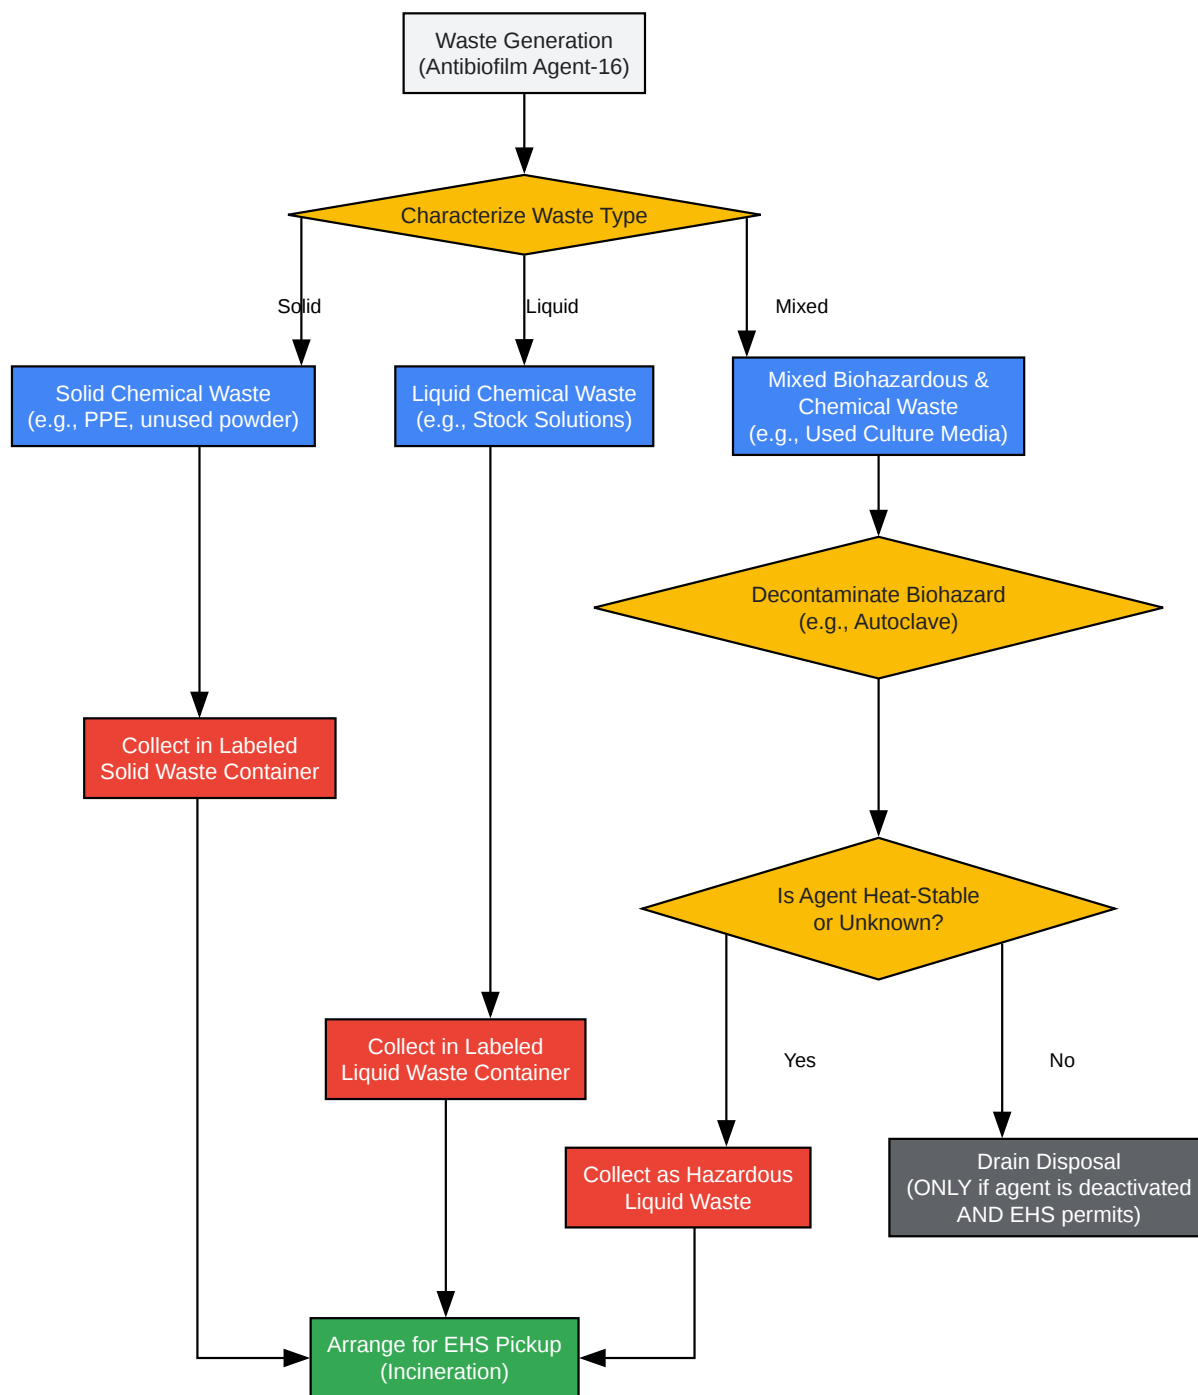 Waste Generation
(Antibiofilm Agent-16)
Characterize Waste Type
Solid
Liquid
Mixed
Solid Chemical Waste
(e.g., PPE, unused powder)
Liquid Chemical Waste
(e.g., Stock Solutions)
Mixed Biohazardous &
Chemical Waste
(e.g., Used Culture Media)
Decontaminate Biohazard
(e.g., Autoclave)
Collect in Labeled
Solid Waste Container
Is Agent Heat-Stable
or Unknown?
Collect in Labeled
Liquid Waste Container
Yes
No
Collect as Hazardous
Liquid Waste
Drain Disposal
(ONLY if agent is deactivated
AND EHS permits)
Arrange for EHS Pickup
(Incineration)